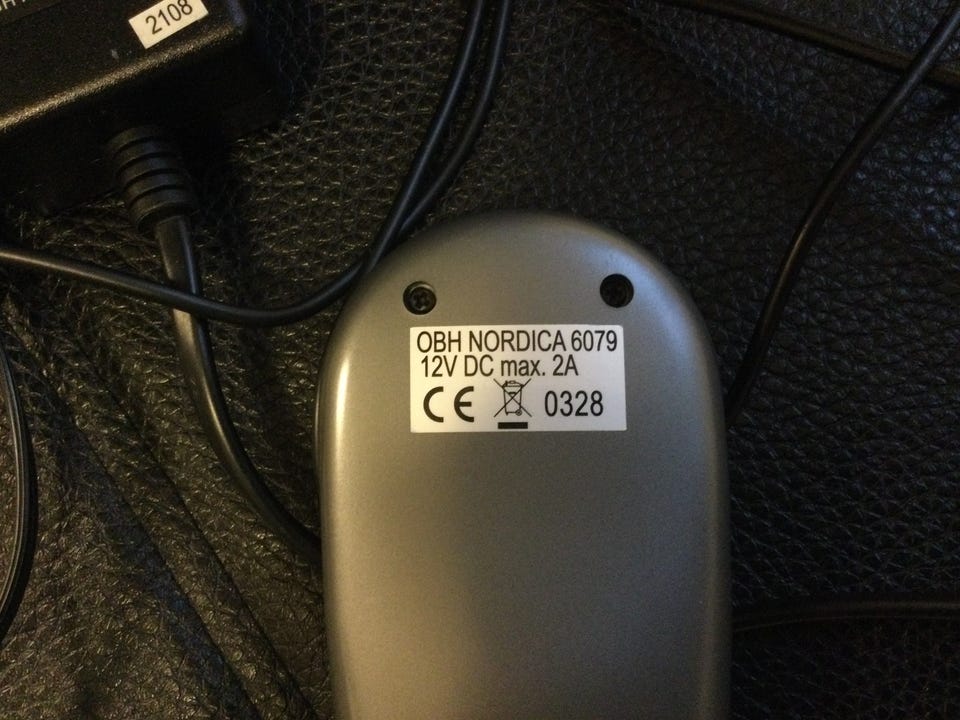 2108
OBH NORDICA 6079
12V DC max. 2A
CE 0328